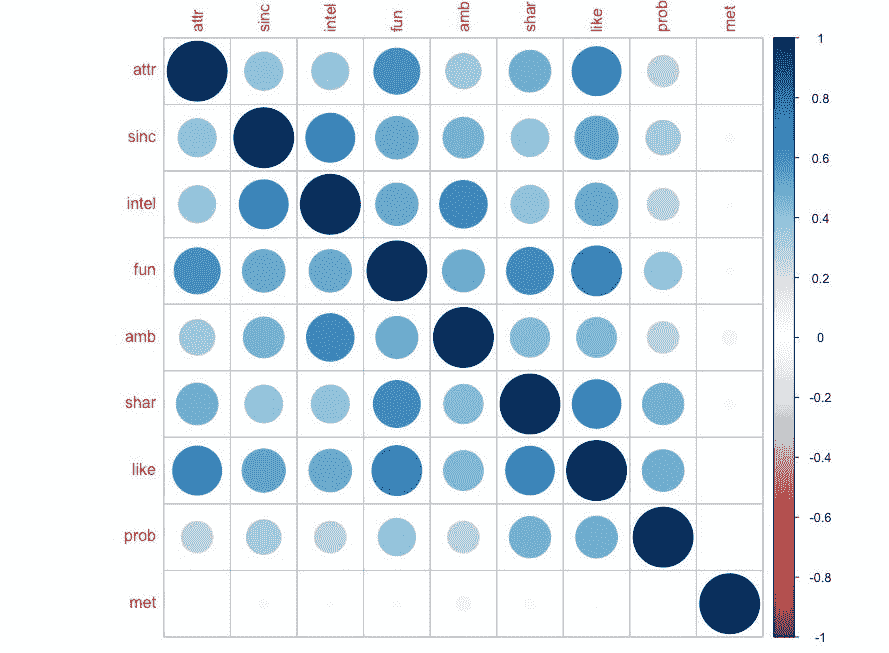 attr sinc intel fun amb shar like prob met
attr
sinc
intel
fun
amb
shar
like
prob
met
1
0.8
0.6
0.4
0.2
0
-0.2
-0.4
-0.6
-0.8
-1